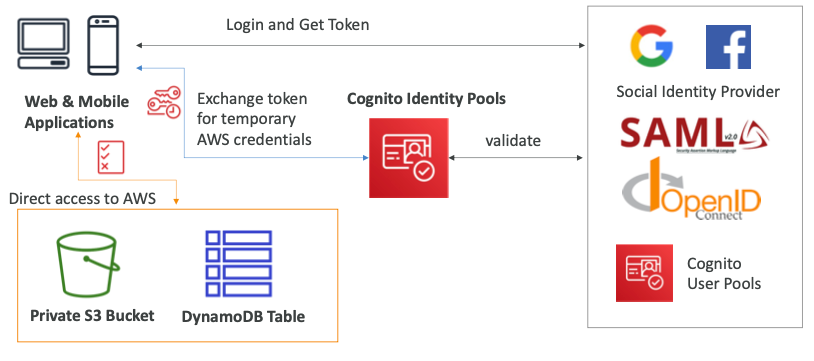 Login and Get Token
Web & Mobile
Applications
Exchange token
for temporary
AWS credentials
Cognito Identity Pools
validate
Social Identity Provider
SAML v2.0
Security Assertion Markup Language
OpenID
Connect
Cognito
User Pools
Direct access to AWS
Private S3 Bucket
DynamoDB Table